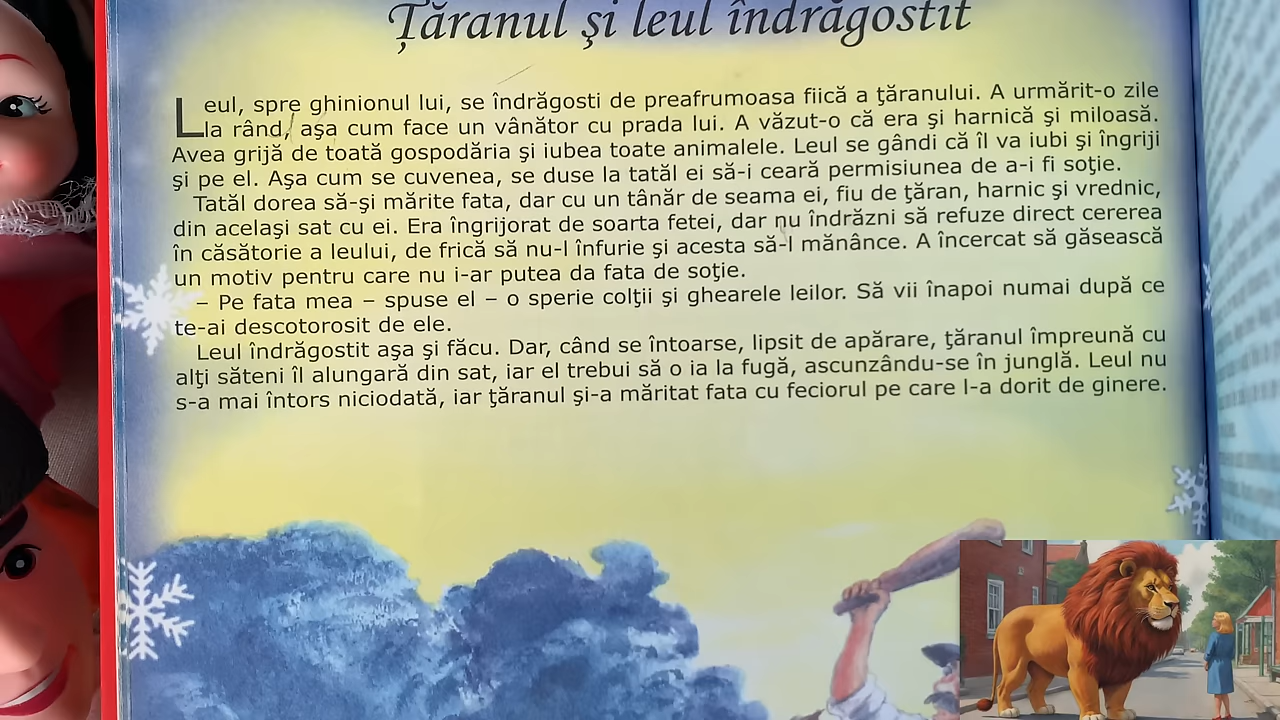 Ţăranul şi leul îndrăgostit
Leul, spre ghinionul lui, se îndrăgosti de preafrumoasa fiică a ţăranului. A urmărit-o zile
la rând, aşa cum face un vânător cu prada lui. A văzut-o că era şi harnică şi miloasă.
Avea grijă de toată gospodăria şi iubea toate animalele. Leul se gândi că îl va iubi şi îngriji
şi pe el. Aşa cum se cuvenea, se duse la tatăl ei să-i ceară permisiunea de a-i fi soţie.
Tatăl dorea să-şi mărite fata, dar cu un tânăr de seama ei, fiu de ţăran, harnic şi vrednic,
din acelaşi sat cu ei. Era îngrijorat de soarta fetei, dar nu îndrăzni să refuze direct cererea
în căsătorie a leului, de frică să nu-l înfurie şi acesta să-l mănânce. A încercat să găsească
un motiv pentru care nu i-ar putea da fata de soţie.
– Pe fata mea – spuse el – o sperie colţii şi ghearele leilor. Să vii înapoi numai după ce
te-ai descotorosit de ele.
Leul îndrăgostit aşa şi făcu. Dar, când se întoarse, lipsit de apărare, ţăranul împreună cu
alţi săteni îl alungară din sat, iar el trebui să o ia la fugă, ascunzându-se în junglă. Leul nu
s-a mai întors niciodată, iar ţăranul şi-a măritat fata cu feciorul pe care l-a dorit de ginere.